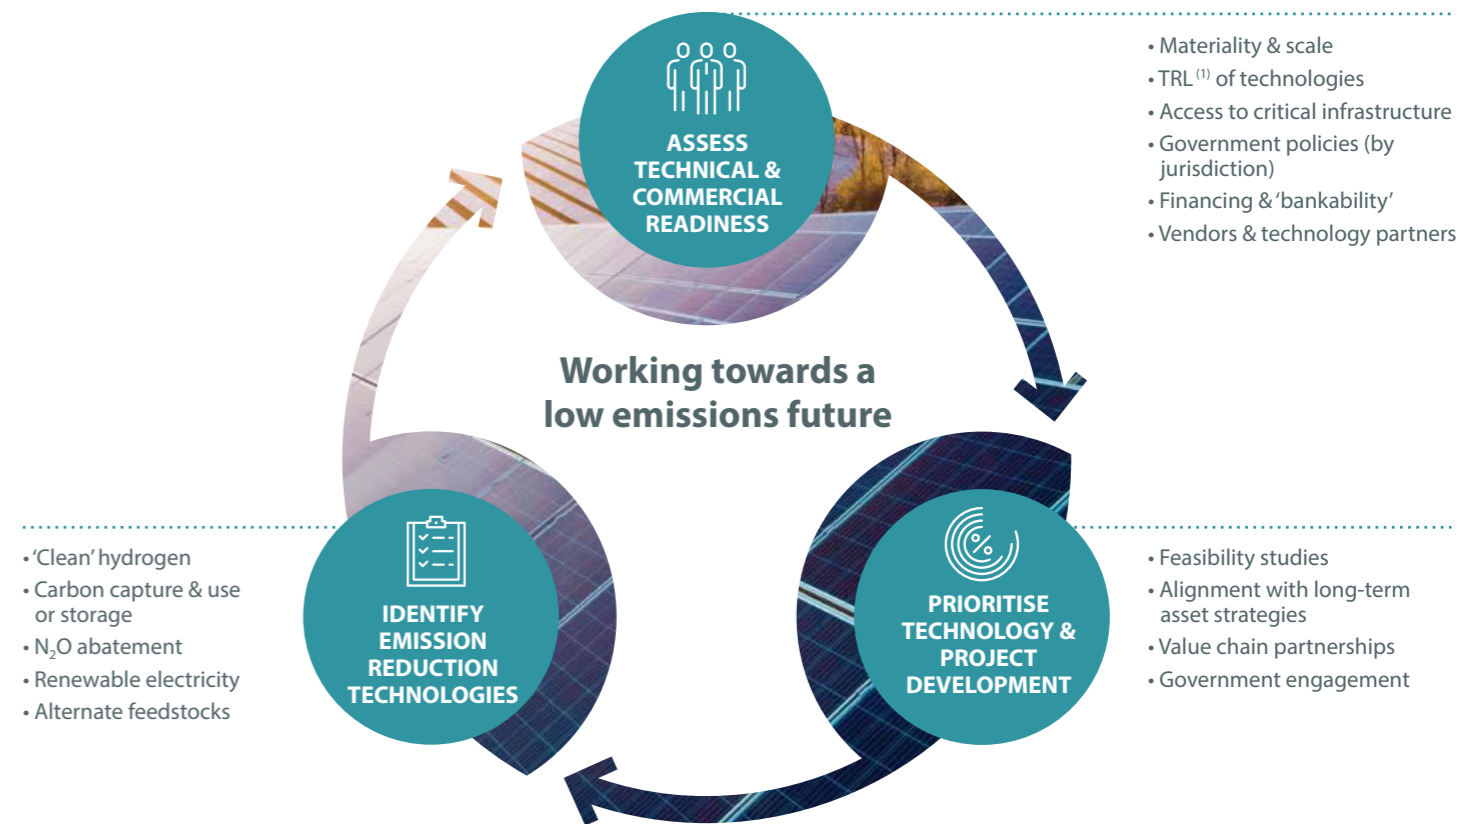 ASSESS
TECHNICAL &
COMMERCIAL
READINESS
• Materiality & scale
• TRL (1) of technologies
• Access to critical infrastructure
• Government policies (by
jurisdiction)
• Financing & ‘bankability’
• Vendors & technology partners
Working towards a
low emissions future
IDENTIFY
EMISSION
REDUCTION
TECHNOLOGIES
• ‘Clean’ hydrogen
• Carbon capture & use
or storage
• N₂O abatement
• Renewable electricity
• Alternate feedstocks
%
PRIORITISE
TECHNOLOGY &
PROJECT
DEVELOPMENT
• Feasibility studies
• Alignment with long-term
asset strategies
• Value chain partnerships
• Government engagement